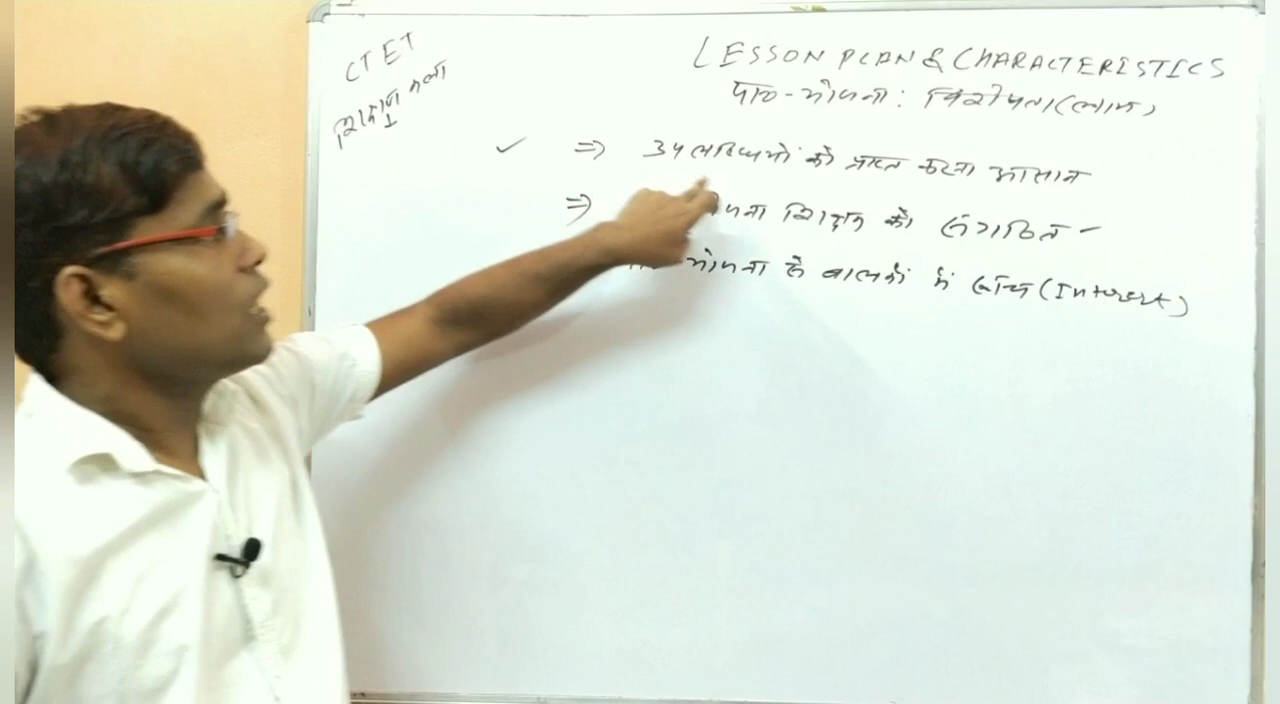 CTET
शिक्षण कला
LESSON PLAN & CHARACTERISTICS
पाठ-योजना : विशेषता (लाभ)
✓ ⇒ उपलब्धियों को प्राप्त करना आसान
⇒ शिक्षण को संगठित -
योजना से बालकों में रुचि (Interest)